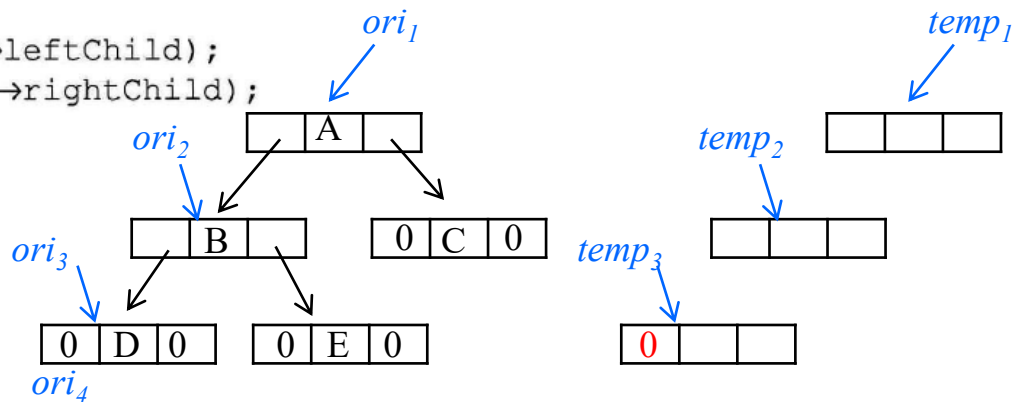 ori₁ temp₁
leftChild);
→rightChild);
A
ori₂ temp₂
B 0 C 0
ori₃ temp₃
0 D 0 0 E 0 0
ori₄